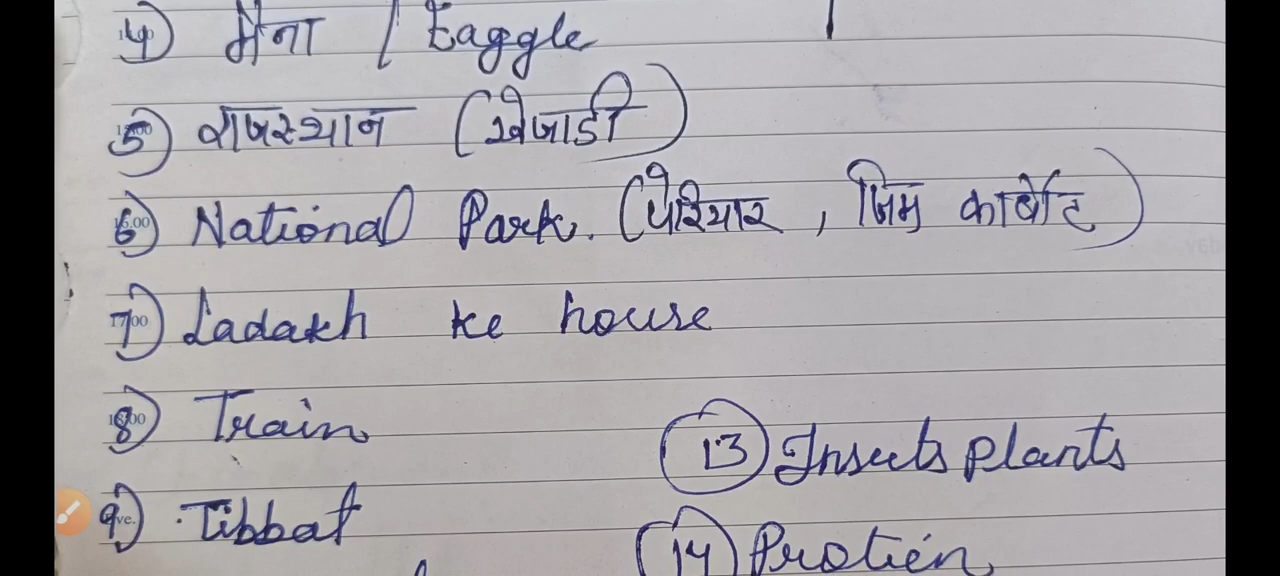 4) मैना / Eaggle
5) राजस्थान (खेजाडी)
6) National Park. (पेरियार, जिम कार्बेट)
7) Ladakh ke house
8) Train
13) Insects plants
9) Tibbat
14) Protien